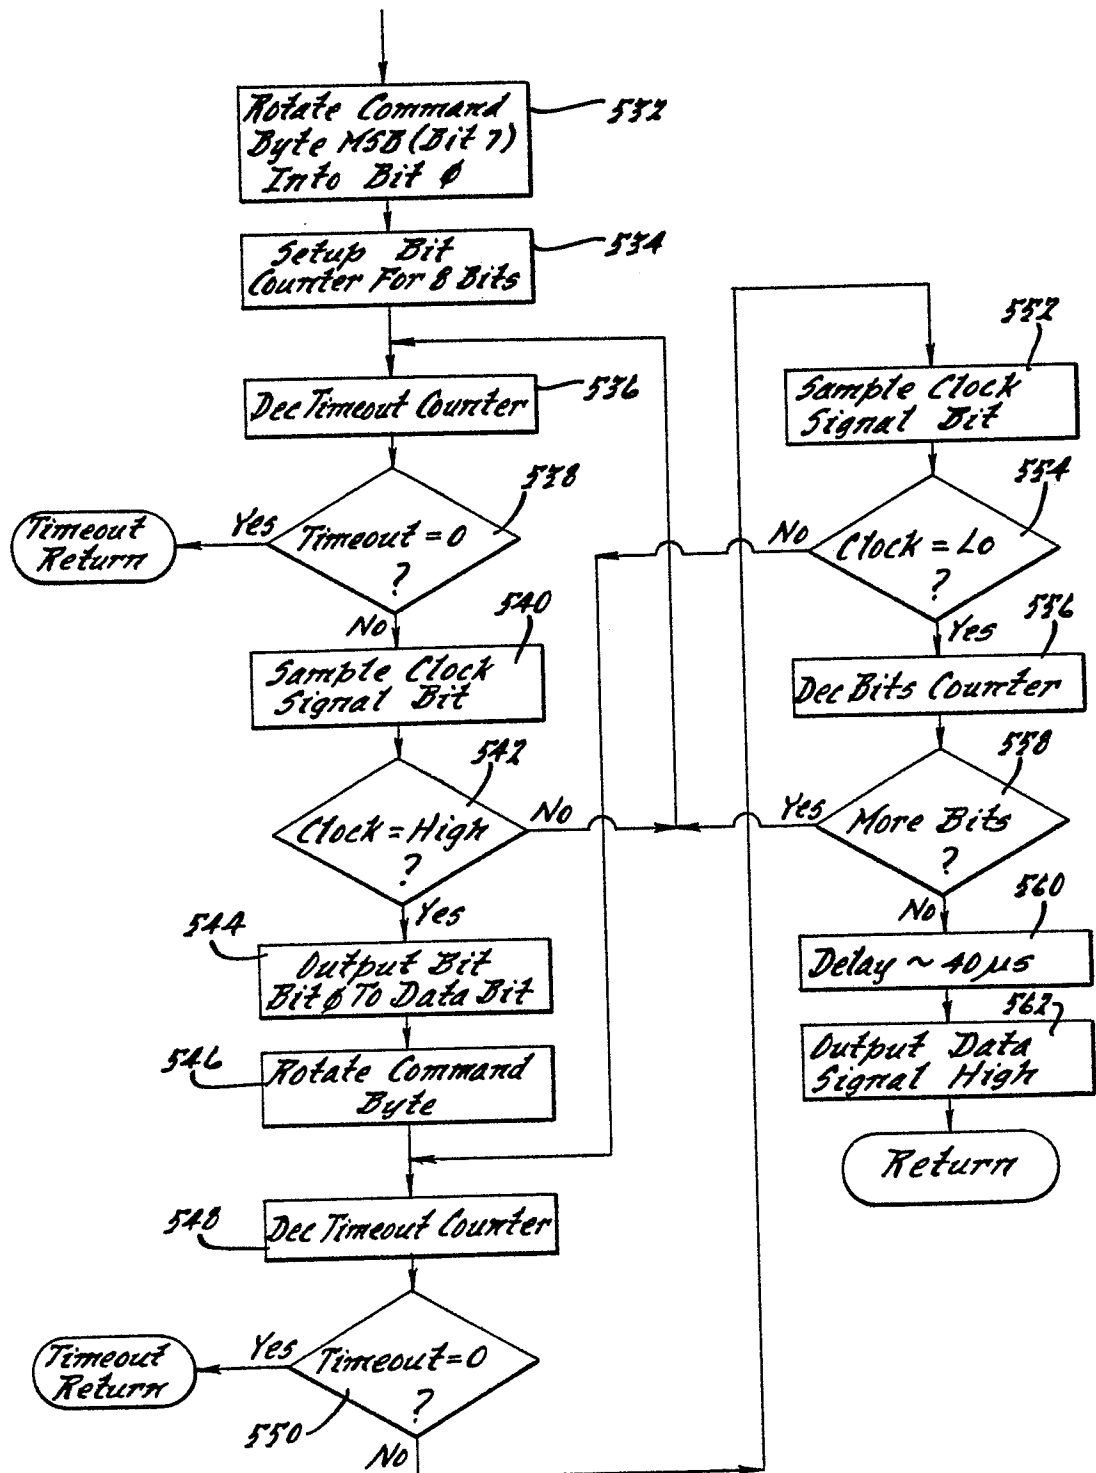 Rotate Command
Byte MSB (Bit 7)
Into Bit ø
532
Setup Bit
Counter For 8 Bits
534
Dec Timeout Counter
536
Timeout = 0
?
538
Yes
Timeout
Return
No
540
Sample Clock
Signal Bit
542
Clock = High
?
No
Yes
544
Output Bit
Bit ø To Data Bit
546
Rotate Command
Byte
548
Dec Timeout Counter
Timeout = 0
?
550
Yes
Timeout
Return
No
552
Sample Clock
Signal Bit
554
Clock = Lo
?
No
Yes
556
Dec Bits Counter
558
More Bits
?
Yes
No
560
Delay ~ 40 µs
562
Output Data
Signal High
Return